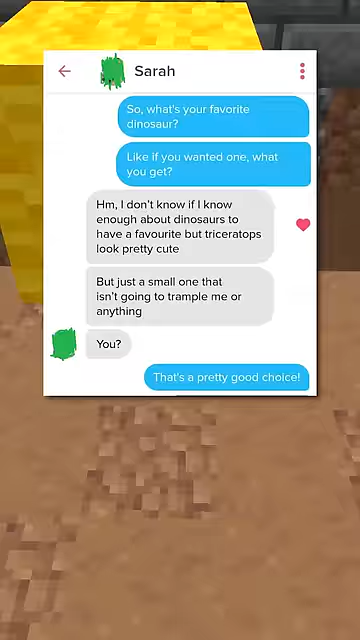 Sarah
So, what's your favorite
dinosaur?
Like if you wanted one, what
you get?
Hm, I don't know if I know
enough about dinosaurs to
have a favourite but triceratops
look pretty cute
But just a small one that
isn't going to trample me or
anything
You?
That's a pretty good choice!